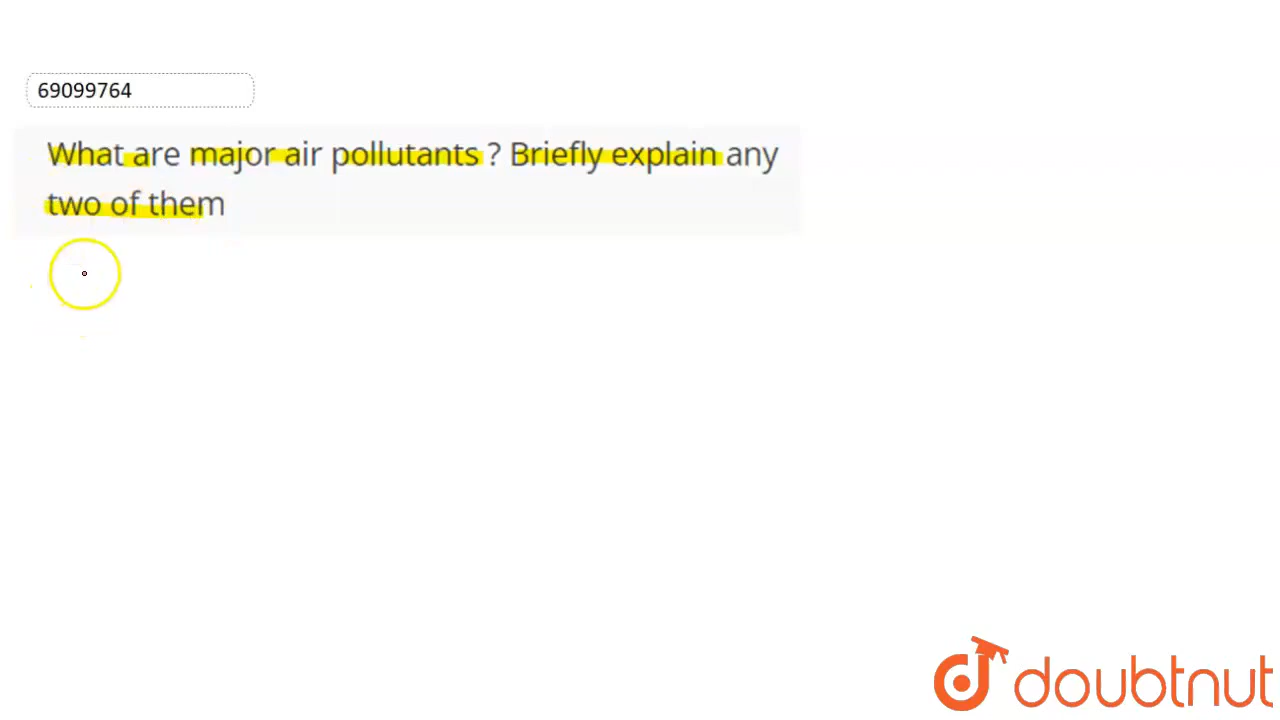 69099764
What are major air pollutants ? Briefly explain any
two of them
doubtnut